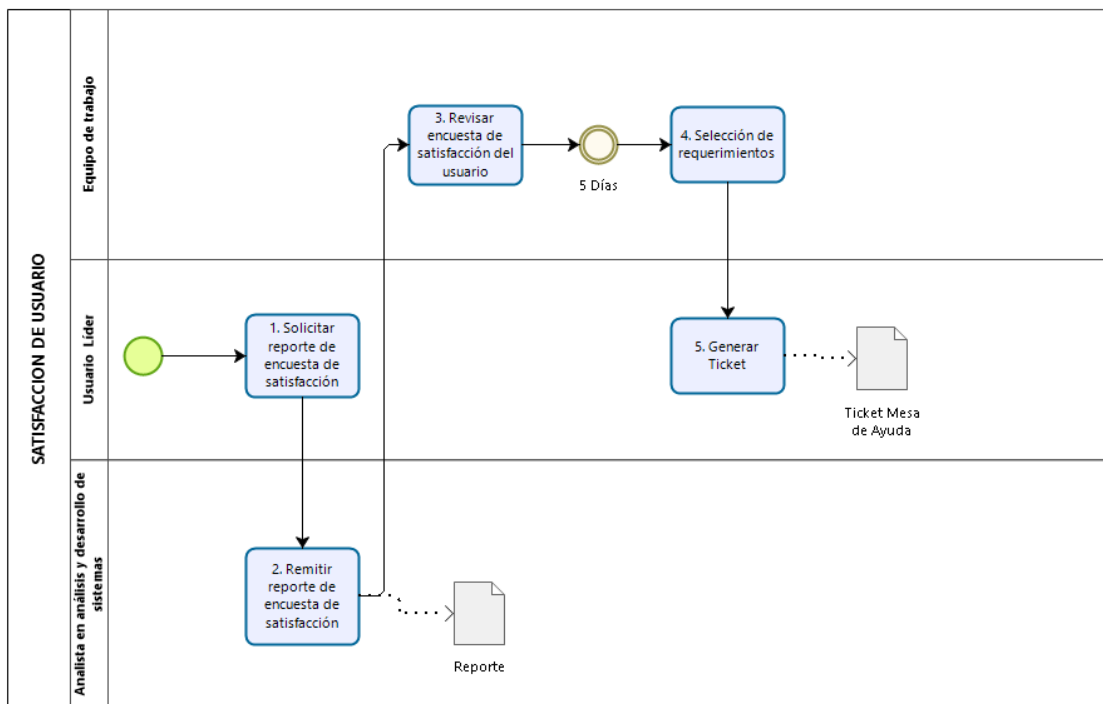 SATISFACCION DE USUARIO
Equipo de trabajo
3. Revisar
encuesta de
satisfacción del
usuario
5 Días
4. Selección de
requerimientos
Usuario Líder
1. Solicitar
reporte de
encuesta de
satisfacción
5. Generar
Ticket
Ticket Mesa
de Ayuda
Analista en análisis y desarrollo de
sistemas
2. Remitir
reporte de
encuesta de
satisfacción
Reporte